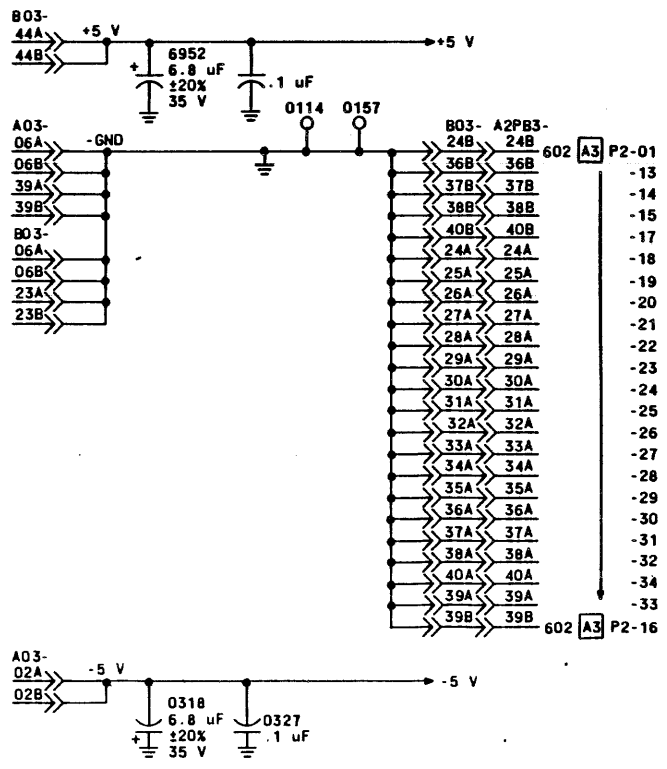 B03-
44A +5 V +5 V
44B
+ 6952
6.8 uF
±20%
35 V
.1 uF
0114 0157
A03- B03- A2PB3-
06A -GND 24B 24B 602 A3 P2-01
06B 36B 36B -13
39A 37B 37B -14
39B 38B 38B -15
B03- 40B 40B -17
06A 24A 24A -18
06B 25A 25A -19
23A 26A 26A -20
23B 27A 27A -21
28A 28A -22
29A 29A -23
30A 30A -24
31A 31A -25
32A 32A -26
33A 33A -27
34A 34A -28
35A 35A -29
36A 36A -30
37A 37A -31
38A 38A -32
40A 40A -34
39A 39A -33
39B 39B 602 A3 P2-16
A03-
02A -5 V -5 V
02B
0318 0327
6.8 uF .1 uF
±20%
+ 35 V